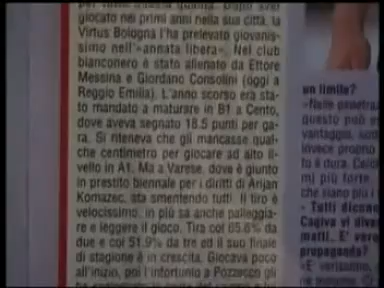 giocato nei primi anni nella sua città, la
Virtus Bologna l'ha prelevato giovanis-
simo nell'«annata libera». Nel club
bianconero è stato allenato da Ettore
Messina e Giordano Consolini (oggi a
Reggio Emilia). L'anno scorso era sta-
to mandato a maturare in B1 a Cento,
dove aveva segnato 18.5 punti per ga-
ra. Si riteneva che gli mancasse qual-
che centimetro per giocare ad alto li-
vello in A1. Ma a Varese, dove è giunto
in prestito biennale per i diritti di Arijan
Komazec, sta smentendo tutti. Il tiro è
velocissimo, in più sa anche palleggia-
re e leggere il gioco. Tira col 65.6% da
due e col 51.9% da tre ed il suo finale
di stagione è in crescita. Giocava poco
all'inizio, poi l'infortunio a Pozzecco gli
un limite?
«Nelle penetraz
questo può es
vantaggio, sott
invece proprio
to è dura. Cerch
mi più forte.
che siano più i
- Tutti dicono
Cagiva vi dives
matti.. E' vero
propaganda?
«E' verissimo.